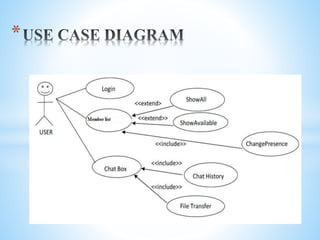 *USE CASE DIAGRAM
Login
ShowAll
<<extend>
Member list
<<extend>>
ShowAvailable
USER
<<include>>
ChangePresence
Chat Box
<<include>>
Chat History
<<include>>
File Transfer